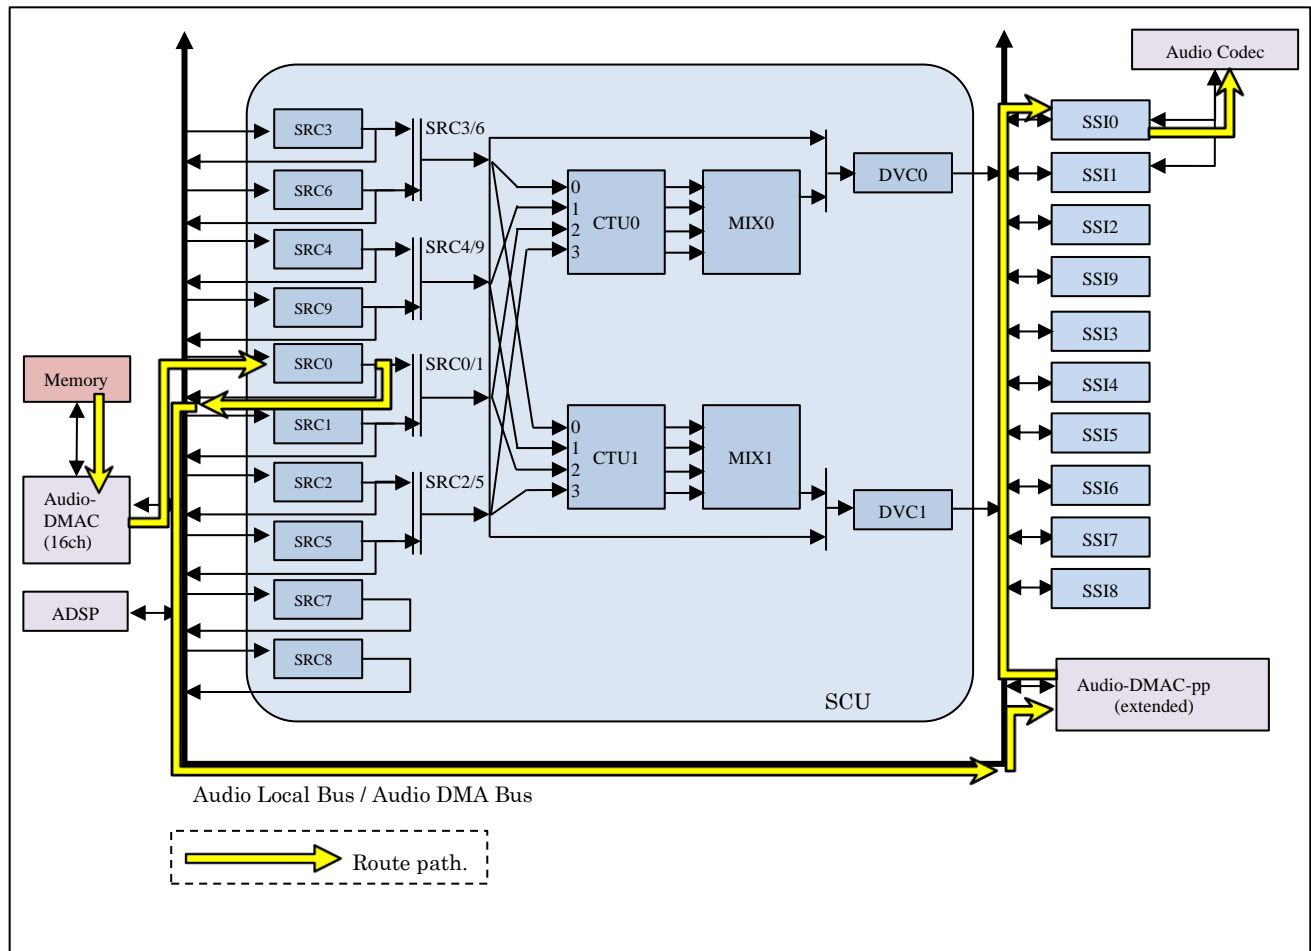 Audio Codec
SRC3
SRC3/6
SSI0
SRC6
SSI1
0
1
2
3
CTU0
MIX0
DVC0
SSI2
SRC4
SRC4/9
SSI9
SRC9
SSI3
Memory
SRC0
SRC0/1
SSI4
SRC1
0
1
2
3
CTU1
MIX1
SSI5
SRC2
SRC2/5
SSI6
Audio-
DMAC
(16ch)
DVC1
SRC5
SSI7
SSI8
ADSP
SRC7
SRC8
SCU
Audio-DMAC-pp
(extended)
Audio Local Bus / Audio DMA Bus
Route path.